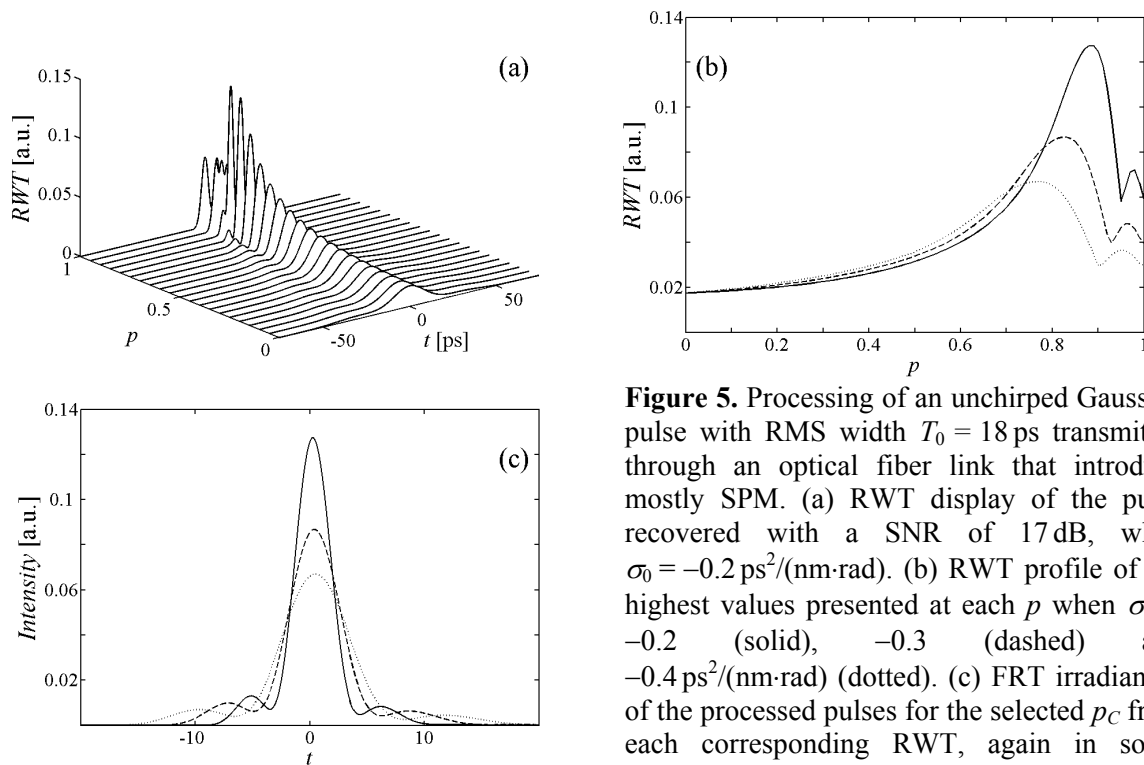 (a)
RWT [a.u.]
0.15
0.1
0.05
0
1
0.5
0
p
-50
0
50
t [ps]
(b)
RWT [a.u.]
0.14
0.1
0.06
0.02
0
0.2
0.4
0.6
0.8
1
p
(c)
Intensity [a.u.]
0.14
0.1
0.06
0.02
-10
0
10
t
Figure 5. Processing of an unchirped Gauss
pulse with RMS width T₀ = 18 ps transmit
through an optical fiber link that introd
mostly SPM. (a) RWT display of the pu
recovered with a SNR of 17 dB, wh
σ₀ = −0.2 ps²/(nm·rad). (b) RWT profile of
highest values presented at each p when σ
−0.2 (solid), −0.3 (dashed) a
−0.4 ps²/(nm·rad) (dotted). (c) FRT irradian
of the processed pulses for the selected p_C fr
each corresponding RWT, again in so